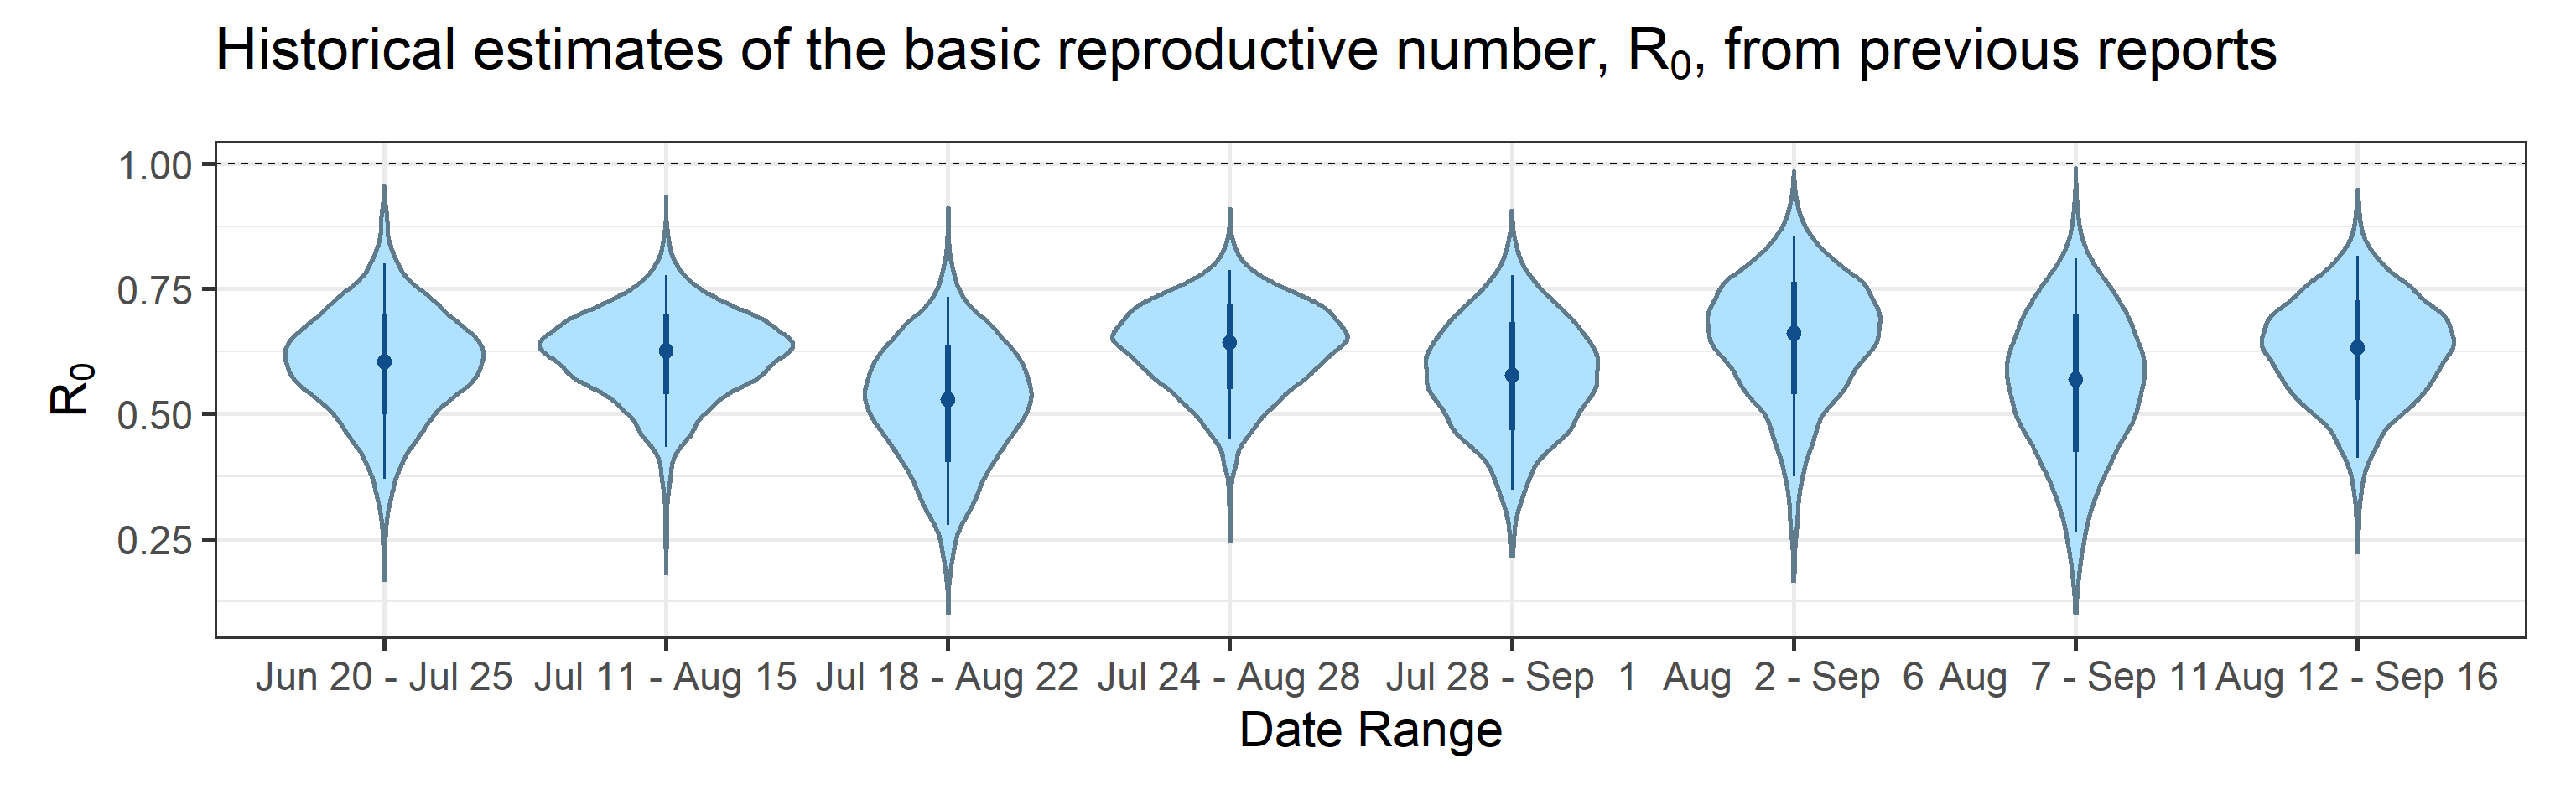 Historical estimates of the basic reproductive number, R₀, from previous reports
1.00
0.75
0.50
0.25
R₀
Jun 20 - Jul 25 Jul 11 - Aug 15 Jul 18 - Aug 22 Jul 24 - Aug 28 Jul 28 - Sep 1 Aug 2 - Sep 6 Aug 7 - Sep 11 Aug 12 - Sep 16
Date Range